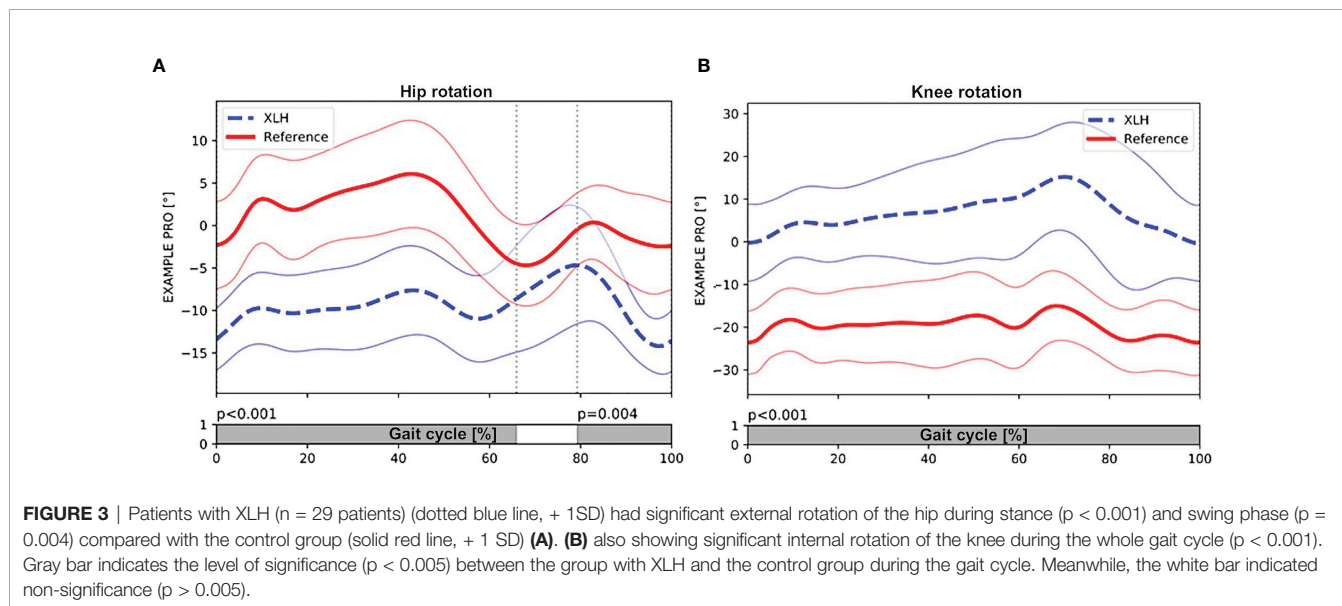 A
Hip rotation
XLH
Reference
EXAMPLE PRO [°]
10
5
0
−5
−10
−15
p<0.001
p=0.004
1
0
Gait cycle [%]
0 20 40 60 80 100
B
Knee rotation
XLH
Reference
EXAMPLE PRO [°]
30
20
10
0
−10
−20
−30
p<0.001
1
0
Gait cycle [%]
0 20 40 60 80 100
FIGURE 3 | Patients with XLH (n = 29 patients) (dotted blue line, + 1SD) had significant external rotation of the hip during stance (p < 0.001) and swing phase (p =
0.004) compared with the control group (solid red line, + 1 SD) (A). (B) also showing significant internal rotation of the knee during the whole gait cycle (p < 0.001).
Gray bar indicates the level of significance (p < 0.005) between the group with XLH and the control group during the gait cycle. Meanwhile, the white bar indicated
non-significance (p > 0.005).